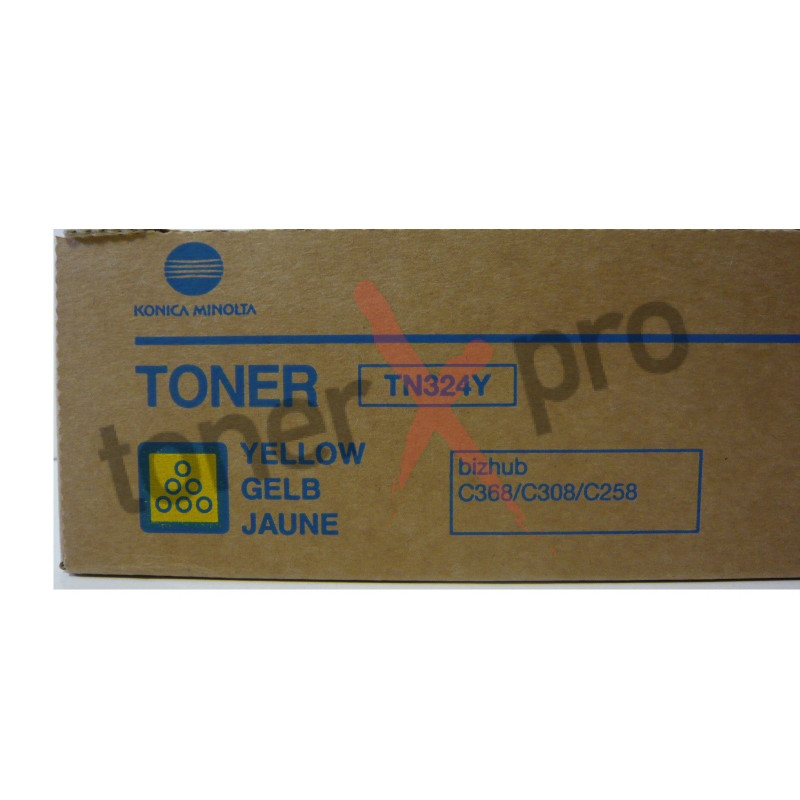 KONICA MINOLTA
TONER TN324Y
YELLOW
GELB
JAUNE
bizhub
C368/C308/C258
tonerXpro